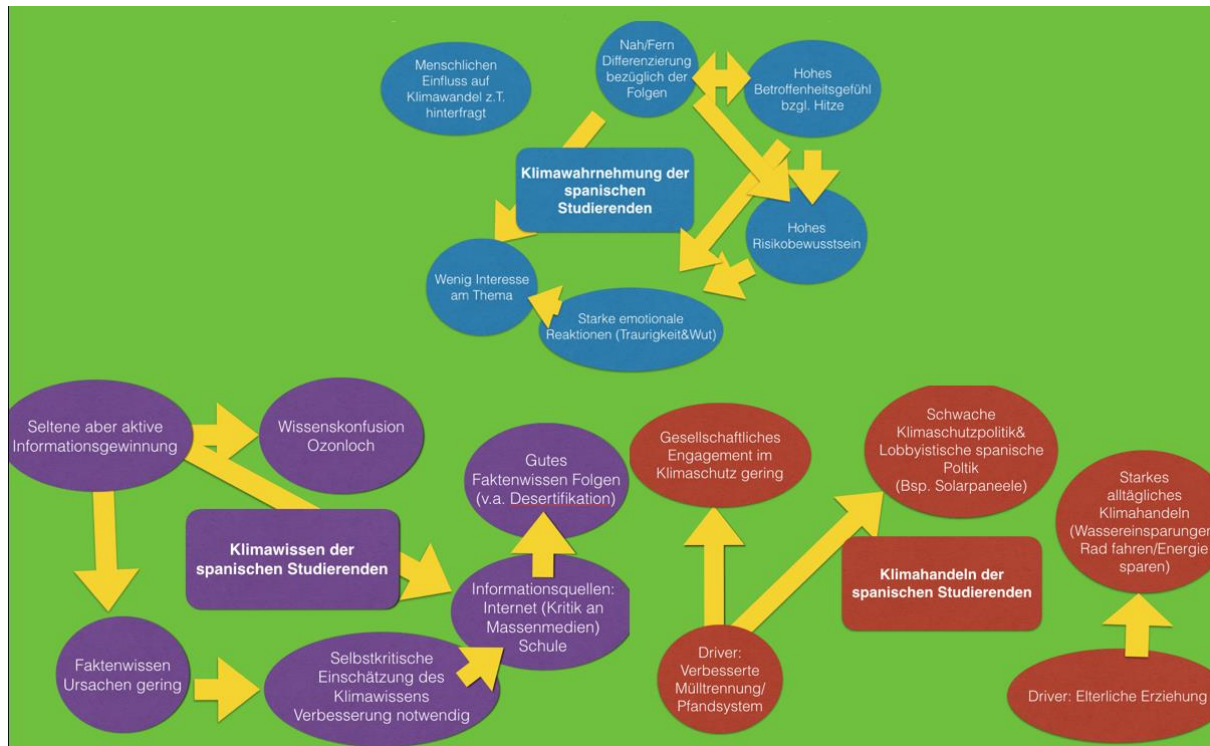 Menschlichen
Einfluss auf
Klimawandel z.T.
hinterfragt
Nah/Fern
Differenzierung
bezüglich der
Folgen
Hohes
Betroffenheitsgefühl
bzgl. Hitze
Klimawahrnehmung der
spanischen
Studierenden
Hohes
Risikobewusstsein
Wenig Interesse
am Thema
Starke emotionale
Reaktionen (Traurigkeit&Wut)
Seltene aber aktive
Informationsgewinnung
Wissenskonfusion
Ozonloch
Gutes
Faktenwissen Folgen
(v.a. Desertifikation)
Klimawissen der
spanischen Studierenden
Informationsquellen:
Internet (Kritik an
Massenmedien)
Schule
Faktenwissen
Ursachen gering
Selbstkritische
Einschätzung des
Klimawissens
Verbesserung notwendig
Gesellschaftliches
Engagement im
Klimaschutz gering
Schwache
Klimaschutzpolitik&
Lobbyistische spanische
Poltik
(Bsp. Solarpaneele)
Starkes
alltägliches
Klimahandeln
(Wassereinsparungen
Rad fahren/Energie
sparen)
Klimahandeln der
spanischen Studierenden
Driver:
Verbesserte
Mülltrennung/
Pfandsystem
Driver: Elterliche Erziehung